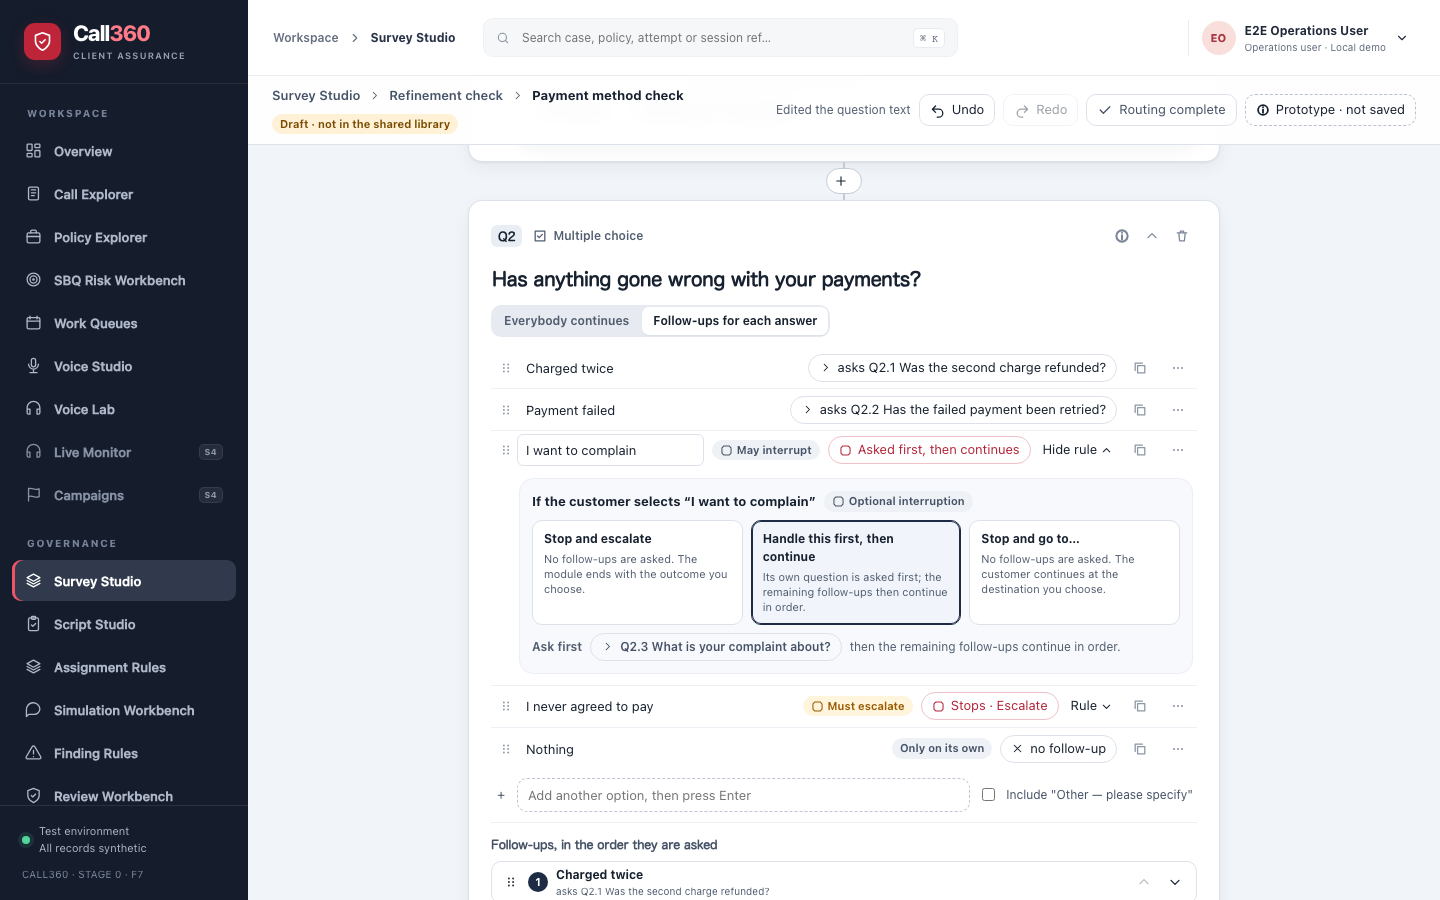 Call360
CLIENT ASSURANCE
WORKSPACE
Overview
Call Explorer
Policy Explorer
SBQ Risk Workbench
Work Queues
Voice Studio
Voice Lab
Live Monitor S4
Campaigns S4
GOVERNANCE
Survey Studio
Script Studio
Assignment Rules
Simulation Workbench
Finding Rules
Review Workbench
Test environment
All records synthetic
CALL360 · STAGE 0 · F7
Workspace > Survey Studio
Search case, policy, attempt or session ref... ⌘ K
EO
E2E Operations User
Operations user · Local demo
Survey Studio > Refinement check > Payment method check
Draft · not in the shared library
Edited the question text
Undo
Redo
Routing complete
Prototype · not saved
+
Q2 Multiple choice
Has anything gone wrong with your payments?
Everybody continues Follow-ups for each answer
Charged twice > asks Q2.1 Was the second charge refunded? ...
Payment failed > asks Q2.2 Has the failed payment been retried? ...
I want to complain May interrupt Asked first, then continues Hide rule ...
If the customer selects “I want to complain” Optional interruption
Stop and escalate
No follow-ups are asked. The
module ends with the outcome you
choose.
Handle this first, then
continue
Its own question is asked first; the
remaining follow-ups then continue
in order.
Stop and go to...
No follow-ups are asked. The
customer continues at the
destination you choose.
Ask first > Q2.3 What is your complaint about? then the remaining follow-ups continue in order.
I never agreed to pay Must escalate Stops · Escalate Rule ...
Nothing Only on its own × no follow-up ...
+ Add another option, then press Enter Include "Other — please specify"
Follow-ups, in the order they are asked
1 Charged twice
asks Q2.1 Was the second charge refunded?